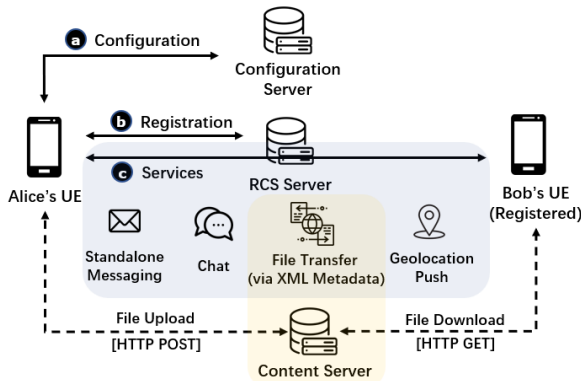 a Configuration
Configuration
Server
b Registration
c Services
RCS Server
Alice's UE
Bob's UE
(Registered)
Standalone
Messaging
Chat
File Transfer
(via XML Metadata)
Geolocation
Push
File Upload
[HTTP POST]
File Download
[HTTP GET]
Content Server